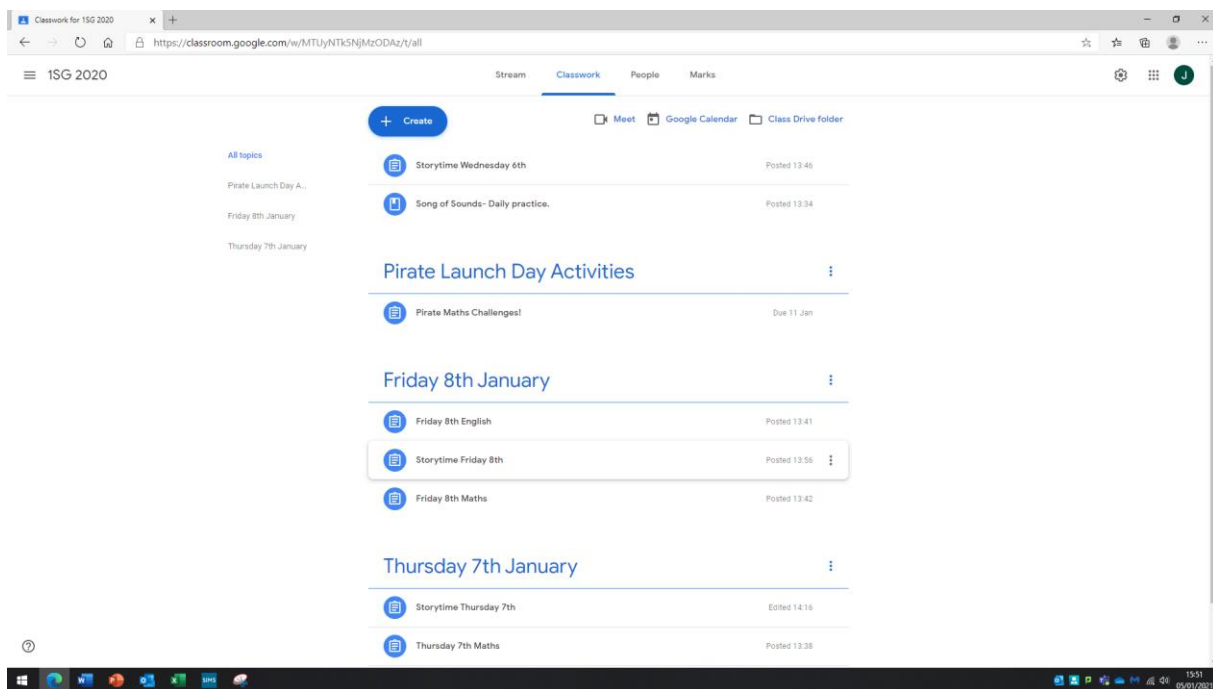 Classwork for 1SG 2020
https://classroom.google.com/w/MTUyNTk5NjMzODAz/t/all
1SG 2020
Stream Classwork People Marks
J
+ Create
Meet Google Calendar Class Drive folder
All topics
Pirate Launch Day A...
Friday 8th January
Thursday 7th January
Storytime Wednesday 6th Posted 13:46
Song of Sounds- Daily practice. Posted 13:34
Pirate Launch Day Activities
Pirate Maths Challenges! Due 11 Jan
Friday 8th January
Friday 8th English Posted 13:41
Storytime Friday 8th Posted 13:56
Friday 8th Maths Posted 13:42
Thursday 7th January
Storytime Thursday 7th Edited 14:16
Thursday 7th Maths Posted 13:38
SIMS
15:51
05/01/2021